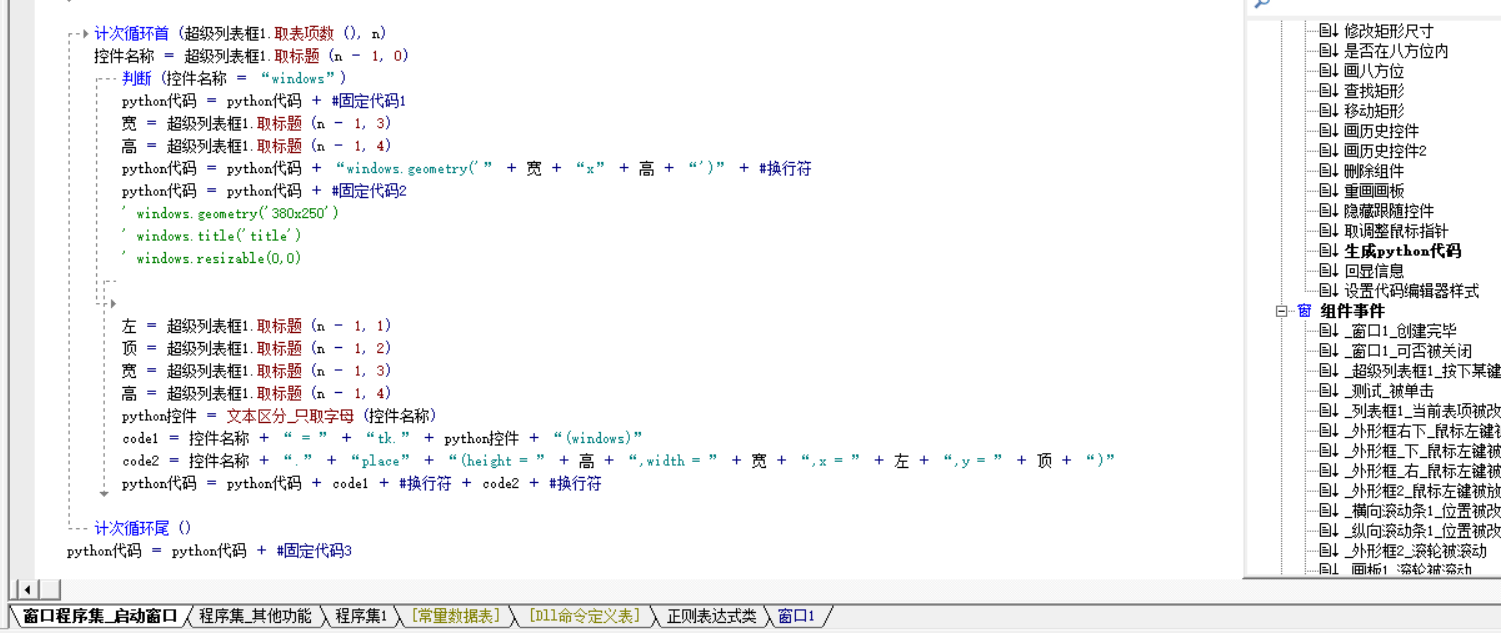 计次循环首 (超级列表框1.取表项数 (), n)
控件名称 = 超级列表框1.取标题 (n - 1, 0)
判断 (控件名称 = “windows”)
python代码 = python代码 + #固定代码1
宽 = 超级列表框1.取标题 (n - 1, 3)
高 = 超级列表框1.取标题 (n - 1, 4)
python代码 = python代码 + “windows.geometry('” + 宽 + “x” + 高 + “')” + #换行符
python代码 = python代码 + #固定代码2
' windows.geometry('380x250')
' windows.title('title')
' windows.resizable(0,0)
左 = 超级列表框1.取标题 (n - 1, 1)
顶 = 超级列表框1.取标题 (n - 1, 2)
宽 = 超级列表框1.取标题 (n - 1, 3)
高 = 超级列表框1.取标题 (n - 1, 4)
python控件 = 文本区分_只取字母 (控件名称)
code1 = 控件名称 + “ = ” + “tk.” + python控件 + “(windows)”
code2 = 控件名称 + “.” + “place” + “(height = ” + 高 + “,width = ” + 宽 + “,x = ” + 左 + “,y = ” + 顶 + “)”
python代码 = python代码 + code1 + #换行符 + code2 + #换行符
计次循环尾 ()
python代码 = python代码 + #固定代码3
修改矩形尺寸
是否在八方位内
画八方位
查找矩形
移动矩形
画历史控件
画历史控件2
删除组件
重画画板
隐藏跟随控件
取调整鼠标指针
生成python代码
回显信息
设置代码编辑器样式
窗 组件事件
_窗口1_创建完毕
_窗口1_可否被关闭
_超级列表框1_按下某键
_测试_被单击
_列表框1_当前表项被改
_外形框右下_鼠标左键被
_外形框_下_鼠标左键被
_外形框_右_鼠标左键被
_外形框2_鼠标左键被放
_横向滚动条1_位置被改
_纵向滚动条1_位置被改
_外形框2_滚轮被滚动
_画板1_滚轮被滚动
窗口程序集_启动窗口 程序集_其他功能 程序集1 [常量数据表] [Dll命令定义表] 正则表达式类 窗口1